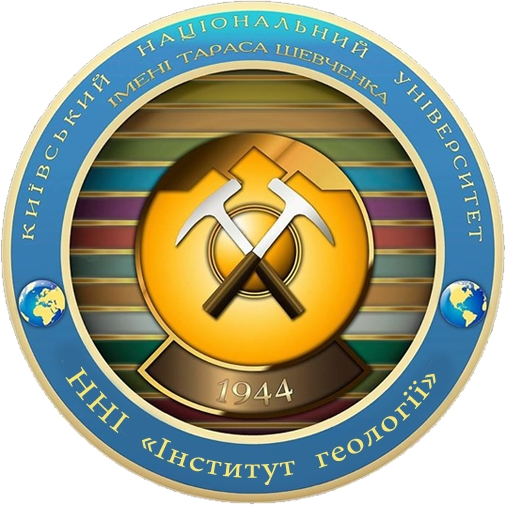 КИЇВСЬКИЙ НАЦІОНАЛЬНИЙ УНІВЕРСИТЕТ
ІМЕНІ ТАРАСА ШЕВЧЕНКА
1944
ННІ «Інститут геології»